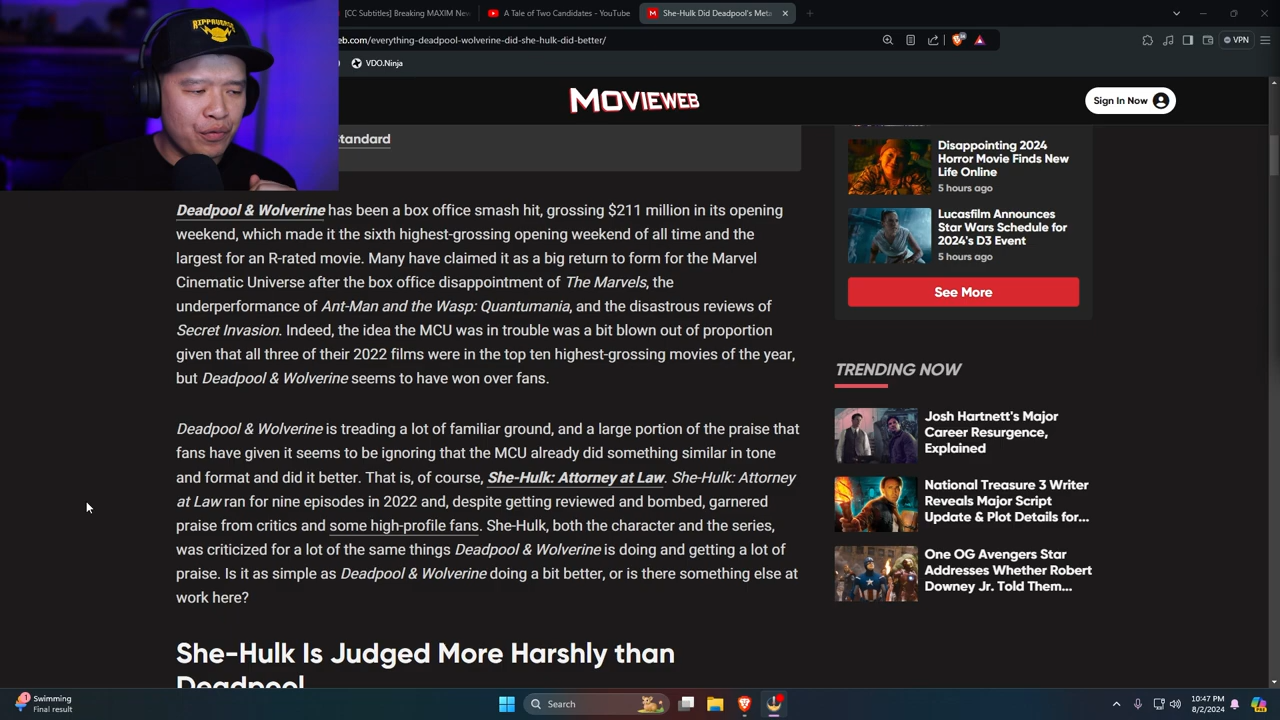 [CC Subtitles] Breaking MAXIM New
A Tale of Two Candidates - YouTube
She-Hulk Did Deadpool's Meta
RIPPAVERSE
eb.com/everything-deadpool-wolverine-did-she-hulk-did-better/
VPN
VDO.Ninja
MOVIEWEB
Sign In Now
Standard
Deadpool & Wolverine has been a box office smash hit, grossing $211 million in its opening
weekend, which made it the sixth highest-grossing opening weekend of all time and the
largest for an R-rated movie. Many have claimed it as a big return to form for the Marvel
Cinematic Universe after the box office disappointment of The Marvels, the
underperformance of Ant-Man and the Wasp: Quantumania, and the disastrous reviews of
Secret Invasion. Indeed, the idea the MCU was in trouble was a bit blown out of proportion
given that all three of their 2022 films were in the top ten highest-grossing movies of the year,
but Deadpool & Wolverine seems to have won over fans.
Deadpool & Wolverine is treading a lot of familiar ground, and a large portion of the praise that
fans have given it seems to be ignoring that the MCU already did something similar in tone
and format and did it better. That is, of course, She-Hulk: Attorney at Law. She-Hulk: Attorney
at Law ran for nine episodes in 2022 and, despite getting reviewed and bombed, garnered
praise from critics and some high-profile fans. She-Hulk, both the character and the series,
was criticized for a lot of the same things Deadpool & Wolverine is doing and getting a lot of
praise. Is it as simple as Deadpool & Wolverine doing a bit better, or is there something else at
work here?
She-Hulk Is Judged More Harshly than
Deadpool
Disappointing 2024
Horror Movie Finds New
Life Online
5 hours ago
Lucasfilm Announces
Star Wars Schedule for
2024's D3 Event
5 hours ago
See More
TRENDING NOW
Josh Hartnett's Major
Career Resurgence,
Explained
National Treasure 3 Writer
Reveals Major Script
Update & Plot Details for...
One OG Avengers Star
Addresses Whether Robert
Downey Jr. Told Them...
Swimming
Final result
Search
10:47 PM
8/2/2024